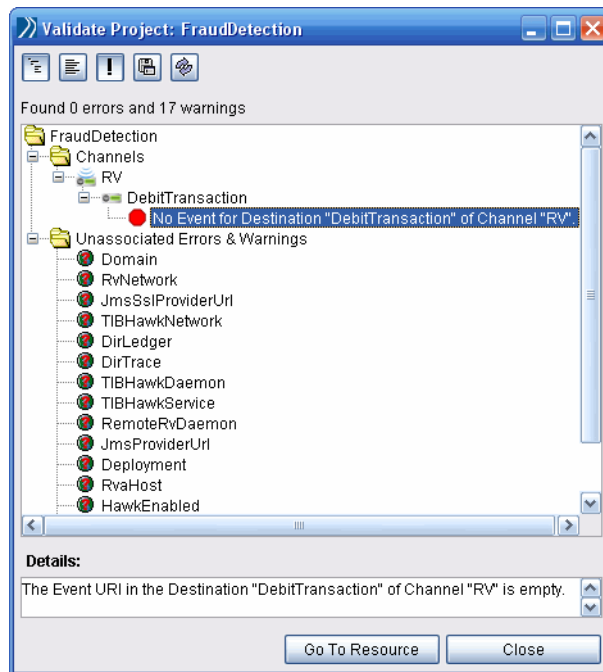 Validate Project: FraudDetection
Found 0 errors and 17 warnings
FraudDetection
Channels
RV
DebitTransaction
No Event for Destination "DebitTransaction" of Channel "RV".
Unassociated Errors & Warnings
Domain
RvNetwork
JmsSslProviderUrl
TIBHawkNetwork
DirLedger
DirTrace
TIBHawkDaemon
TIBHawkService
RemoteRvDaemon
JmsProviderUrl
Deployment
RvaHost
HawkEnabled
Details:
The Event URI in the Destination "DebitTransaction" of Channel "RV" is empty.
Go To Resource
Close